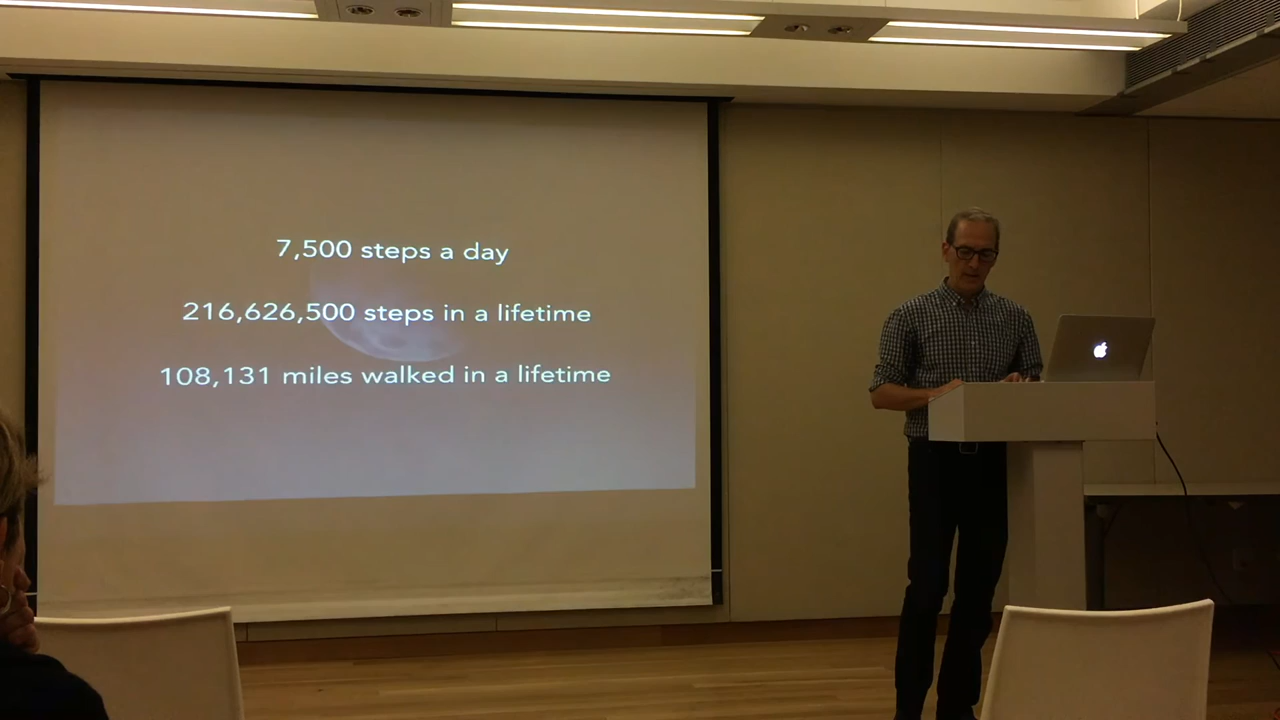 7,500 steps a day
216,626,500 steps in a lifetime
108,131 miles walked in a lifetime